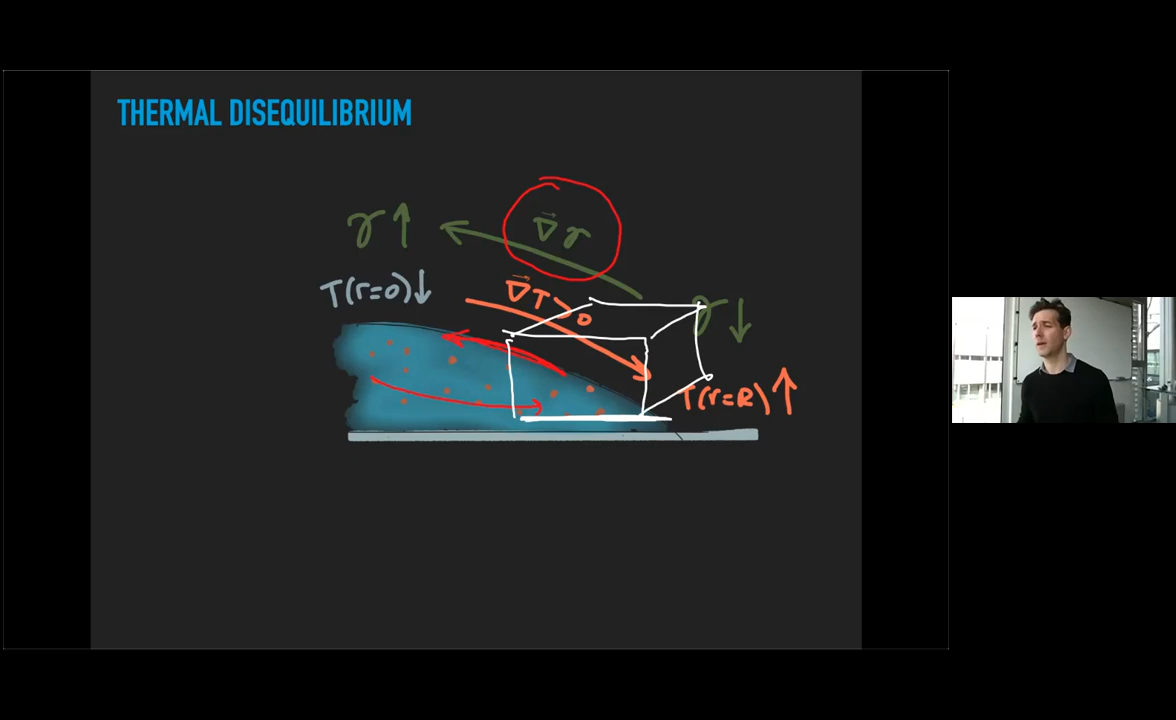 THERMAL DISEQUILIBRIUM
γ↑
∇⃗γ
T(r=0)↓
∇⃗T>0
γ↓
T(r=R)↑